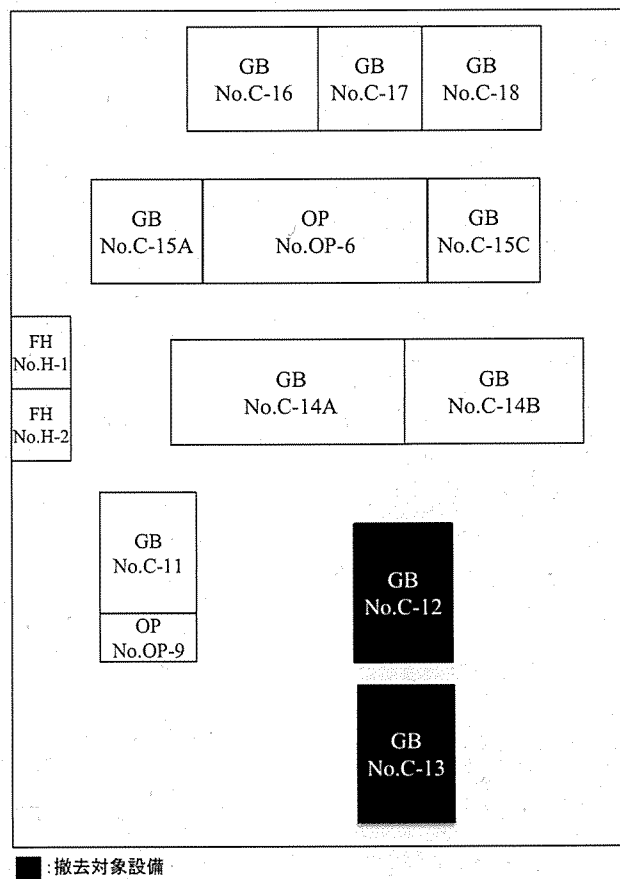 GB
No.C-16
GB
No.C-17
GB
No.C-18
GB
No.C-15A
OP
No.OP-6
GB
No.C-15C
FH
No.H-1
FH
No.H-2
GB
No.C-14A
GB
No.C-14B
GB
No.C-11
OP
No.OP-9
GB
No.C-12
GB
No.C-13
■:撤去対象設備